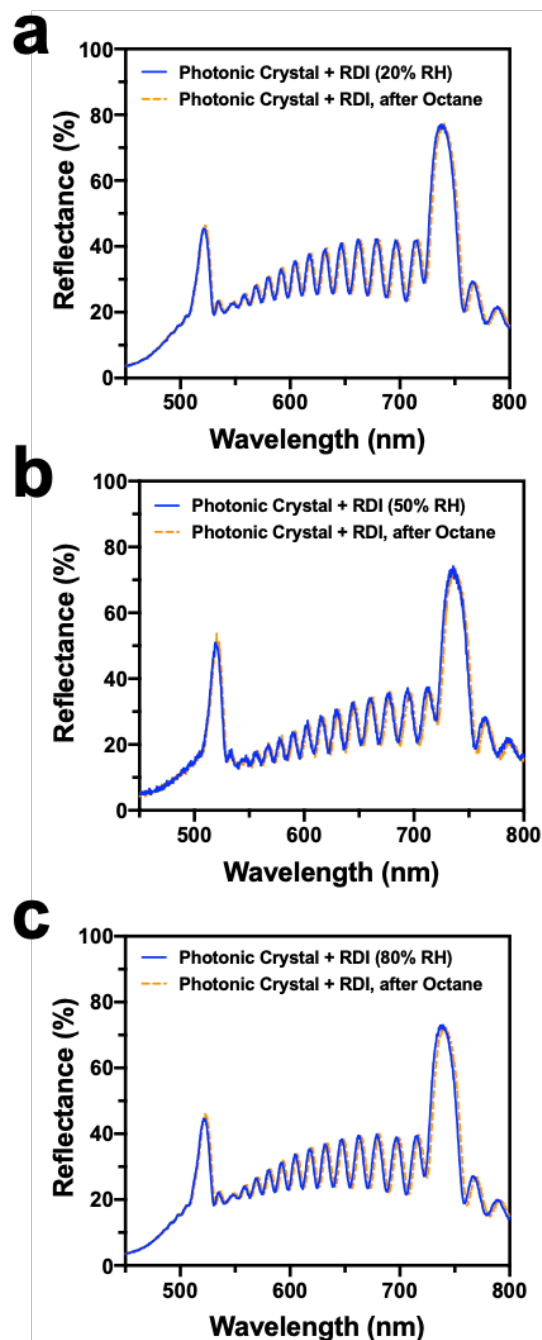 a
100
Photonic Crystal + RDI (20% RH)
Photonic Crystal + RDI, after Octane
80
60
40
20
0
500
600
700
800
Reflectance (%)
Wavelength (nm)
b
100
Photonic Crystal + RDI (50% RH)
Photonic Crystal + RDI, after Octane
80
60
40
20
0
500
600
700
800
Reflectance (%)
Wavelength (nm)
c
100
Photonic Crystal + RDI (80% RH)
Photonic Crystal + RDI, after Octane
80
60
40
20
0
500
600
700
800
Reflectance (%)
Wavelength (nm)